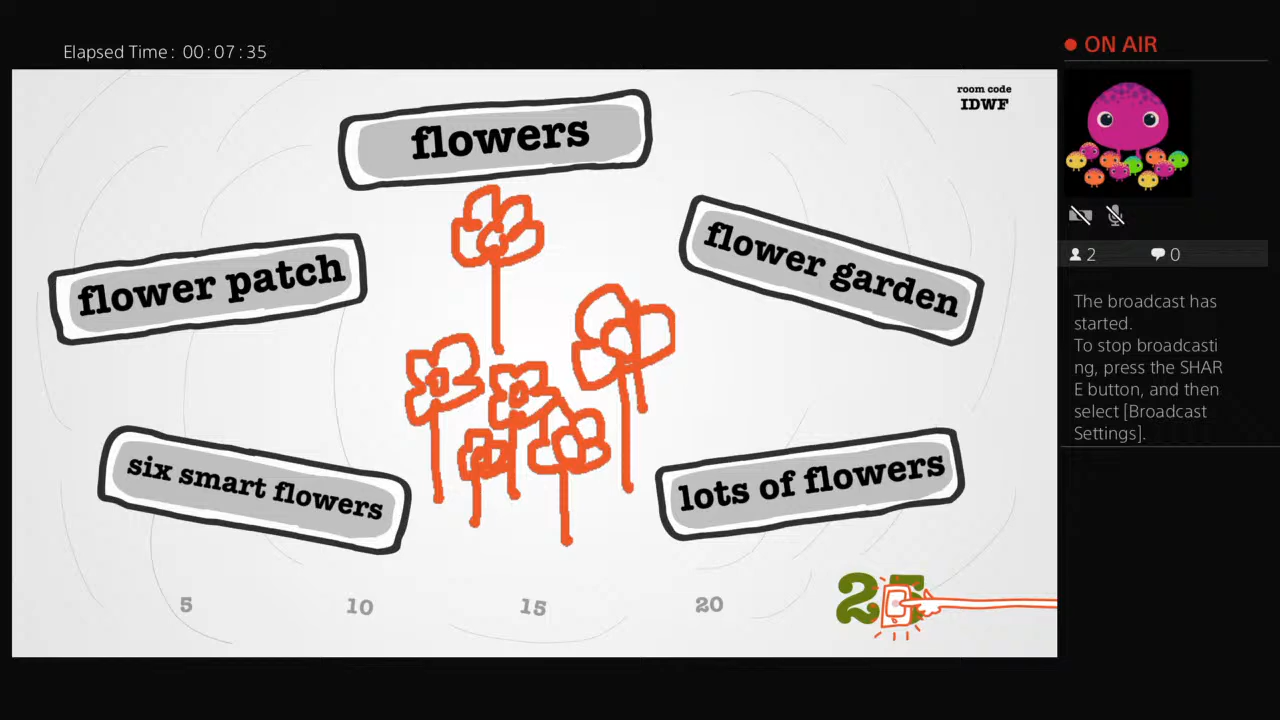 Elapsed Time: 00:07:35
ON AIR
room code
IDWF
flowers
flower patch
flower garden
six smart flowers
lots of flowers
5
10
15
20
2
0
The broadcast has
started.
To stop broadcasti
ng, press the SHAR
E button, and then
select [Broadcast
Settings].